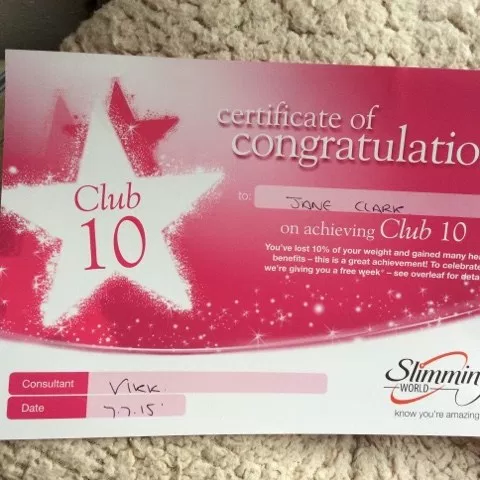 certificate of
congratulatio
to: JANE CLARK
on achieving Club 10
You've lost 10% of your weight and gained many hea
benefits – this is a great achievement! To celebrate
we're giving you a free week* – see overleaf for deta
Club
10
Consultant Vikk.
Date 7.7.15
Slimmin
WORLD
know you're amazing